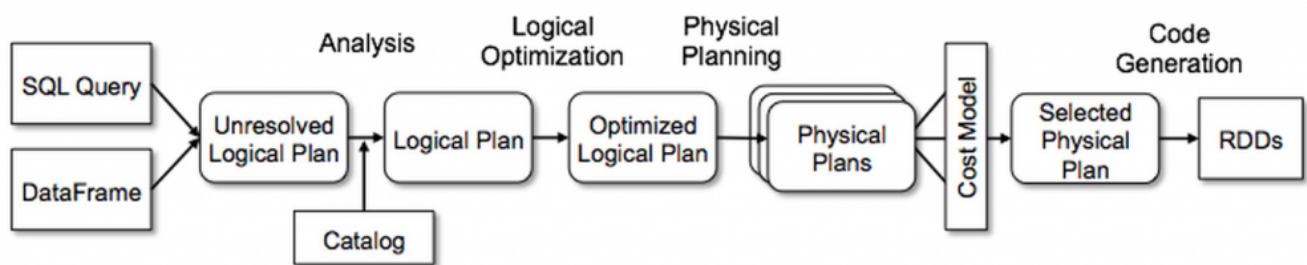 SQL Query
DataFrame
Unresolved
Logical Plan
Analysis
Catalog
Logical Plan
Logical
Optimization
Optimized
Logical Plan
Physical
Planning
Physical
Plans
Cost Model
Selected
Physical
Plan
Code
Generation
RDDs